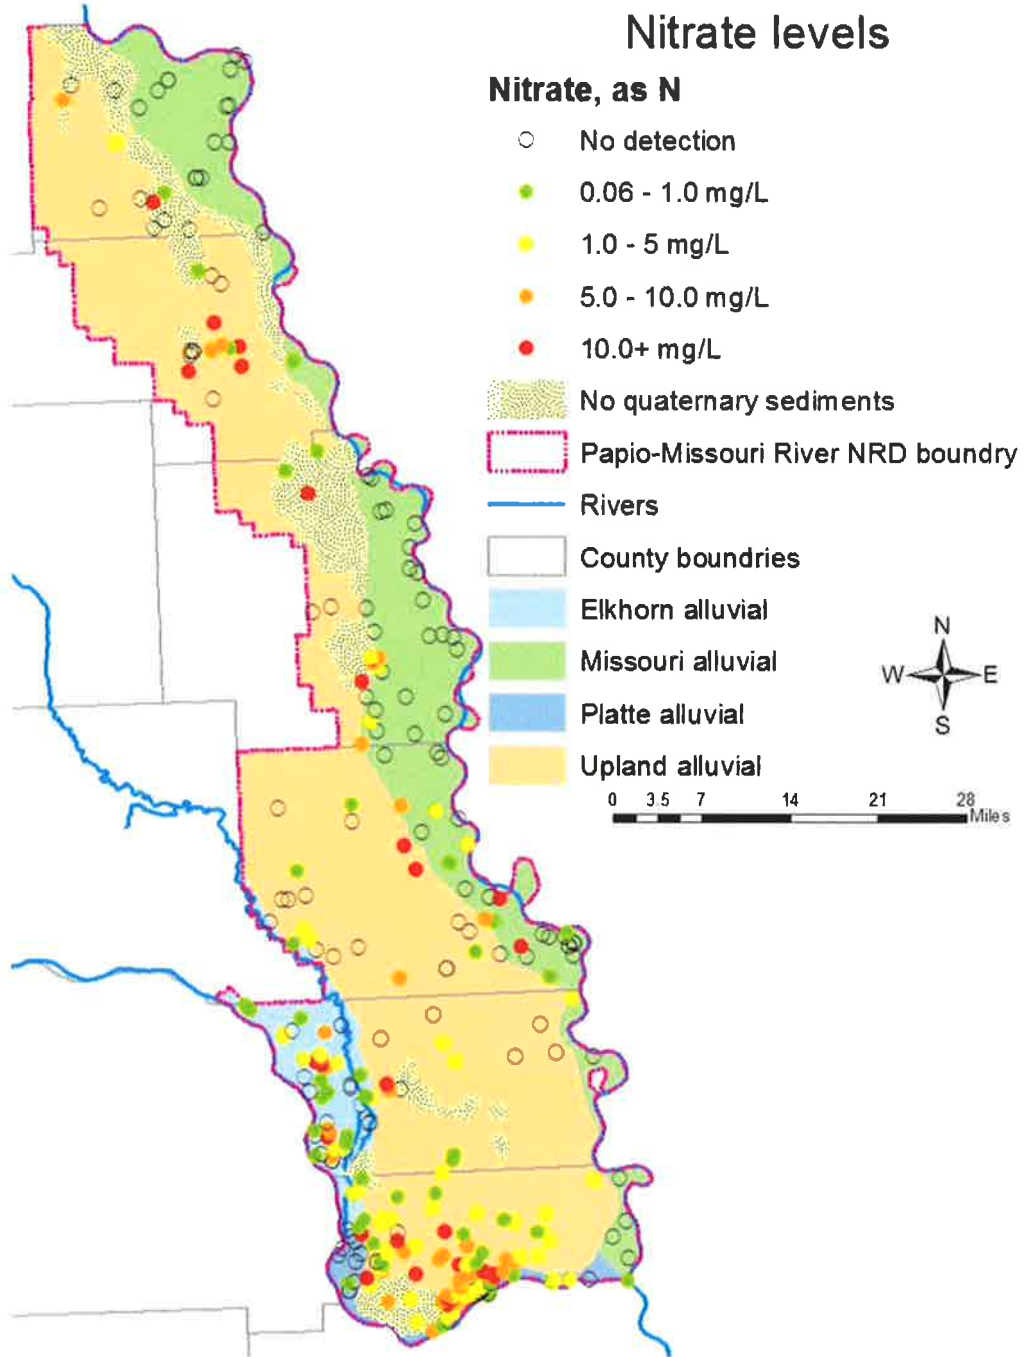 Nitrate levels
Nitrate, as N
No detection
0.06 - 1.0 mg/L
1.0 - 5 mg/L
5.0 - 10.0 mg/L
10.0+ mg/L
No quaternary sediments
Papio-Missouri River NRD boundry
Rivers
County boundries
Elkhorn alluvial
Missouri alluvial
Platte alluvial
Upland alluvial
N
W E
S
0 3.5 7 14 21 28
Miles